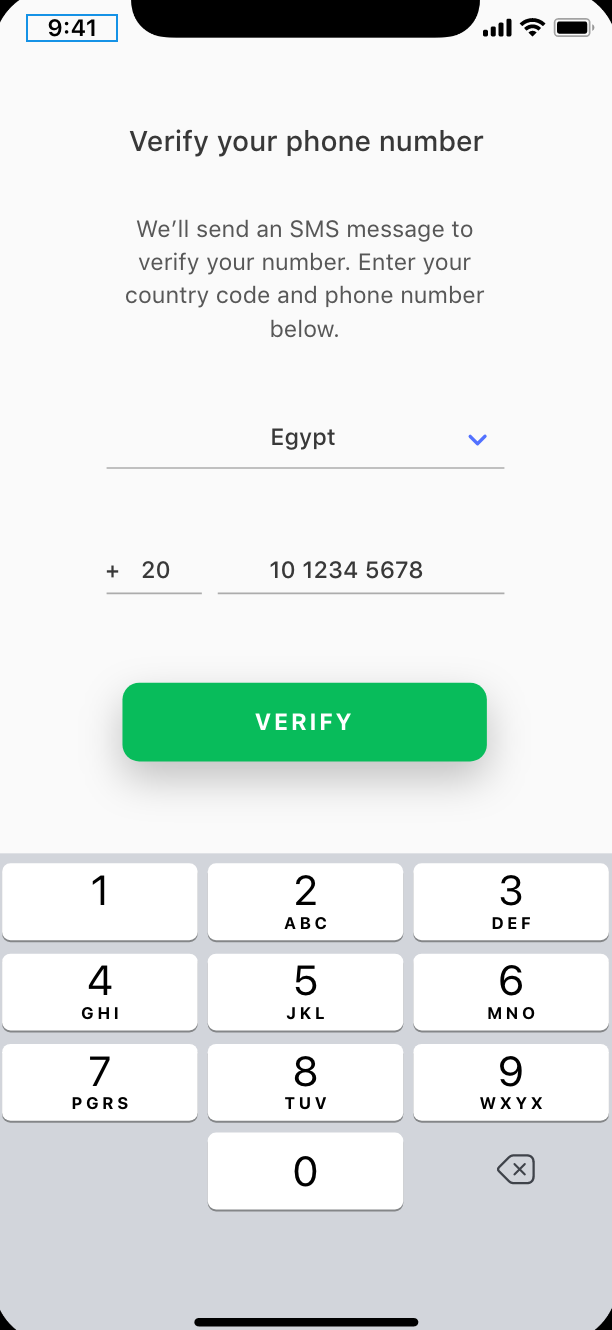 9:41
Verify your phone number
We’ll send an SMS message to
verify your number. Enter your
country code and phone number
below.
Egypt
+ 20 10 1234 5678
VERIFY
1 2 3
ABC DEF
4 5 6
GHI JKL MNO
7 8 9
PGRS TUV WXYX
0